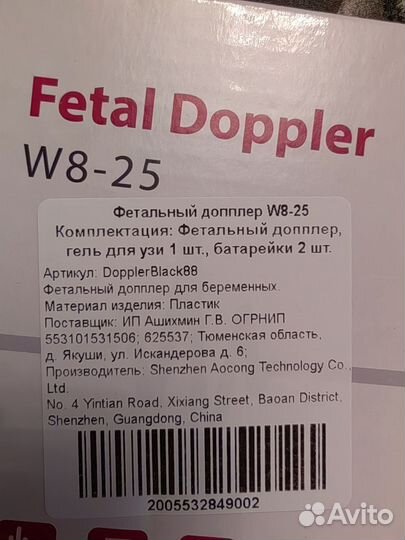 Fetal Doppler
W8-25
Фетальный допплер W8-25
Комплектация: Фетальный допплер,
гель для узи 1 шт., батарейки 2 шт.
Артикул: DopplerBlack88
Фетальный допплер для беременных.
Материал изделия: Пластик
Поставщик: ИП Ашихмин Г.В. ОГРНИП
553101531506; 625537; Тюменская область,
д. Якуши, ул. Искандерова д. 6;
Производитель: Shenzhen Aocong Technology Co.,
Ltd.
No. 4 Yintian Road, Xixiang Street, Baoan District,
Shenzhen, Guangdong, China
2005532849002
Avito